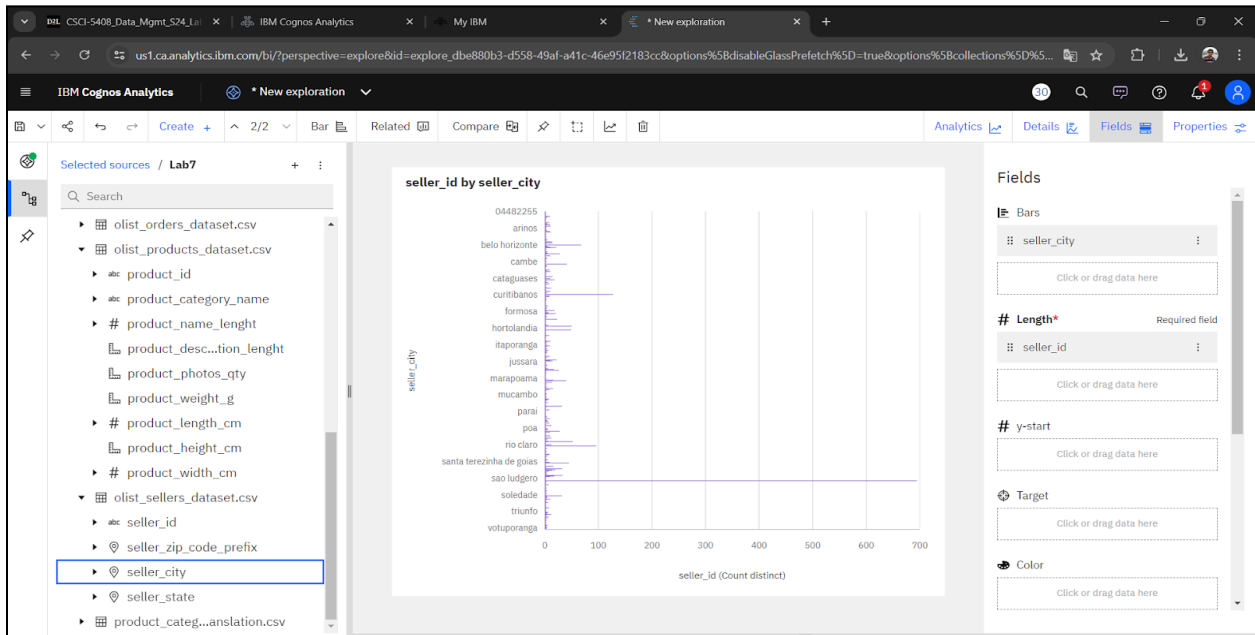 D2L CSCI-5408_Data_Mgmt_S24_La
IBM Cognos Analytics
My IBM
* New exploration
us1.ca.analytics.ibm.com/bi/?perspective=explore&id=explore_dbe880b3-d558-49af-a41c-46e95f2183cc&options%5BdisableGlassPrefetch%5D=true&options%5Bcollections%5D%5...
IBM Cognos Analytics
* New exploration
30
1
Create +
2/2
Bar
Related
Compare
Analytics
Details
Fields
Properties
Selected sources / Lab7
Search
olist_orders_dataset.csv
olist_products_dataset.csv
abc product_id
abc product_category_name
# product_name_lenght
product_desc...tion_lenght
product_photos_qty
product_weight_g
# product_length_cm
product_height_cm
# product_width_cm
olist_sellers_dataset.csv
abc seller_id
seller_zip_code_prefix
seller_city
seller_state
product_categ...anslation.csv
seller_id by seller_city
seller_city
04482255
arinos
belo horizonte
cambe
cataguases
curitibanos
formosa
hortolandia
itaporanga
jussara
marapoama
mucambo
parai
poa
rio claro
santa terezinha de goias
sao ludgero
soledade
triunfo
votuporanga
0 100 200 300 400 500 600 700
seller_id (Count distinct)
Fields
Bars
seller_city
Click or drag data here
# Length* Required field
seller_id
Click or drag data here
# y-start
Click or drag data here
Target
Click or drag data here
Color
Click or drag data here